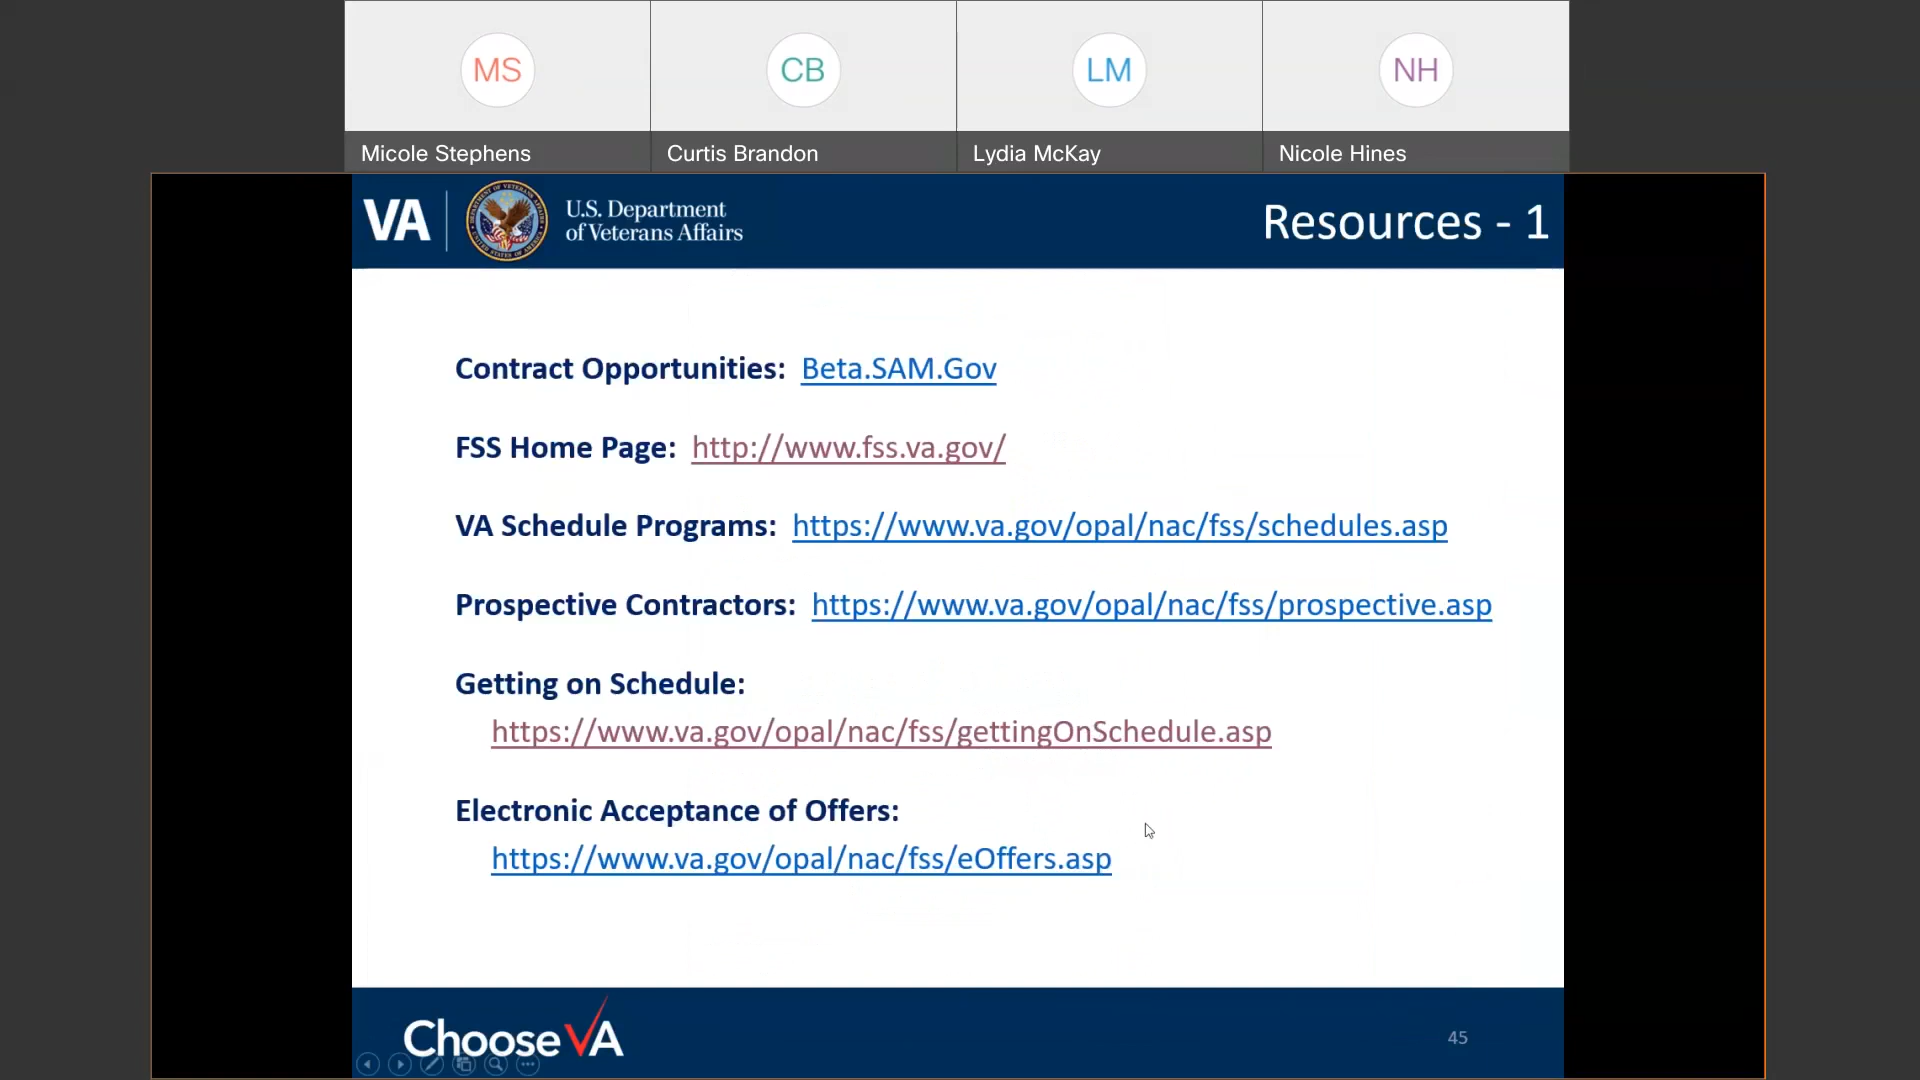 MS
CB
LM
NH
Micole Stephens
Curtis Brandon
Lydia McKay
Nicole Hines
VA
U.S. Department
of Veterans Affairs
Resources - 1
Contract Opportunities: Beta.SAM.Gov
FSS Home Page: http://www.fss.va.gov/
VA Schedule Programs: https://www.va.gov/opal/nac/fss/schedules.asp
Prospective Contractors: https://www.va.gov/opal/nac/fss/prospective.asp
Getting on Schedule:
https://www.va.gov/opal/nac/fss/gettingOnSchedule.asp
Electronic Acceptance of Offers:
https://www.va.gov/opal/nac/fss/eOffers.asp
Choose VA
45